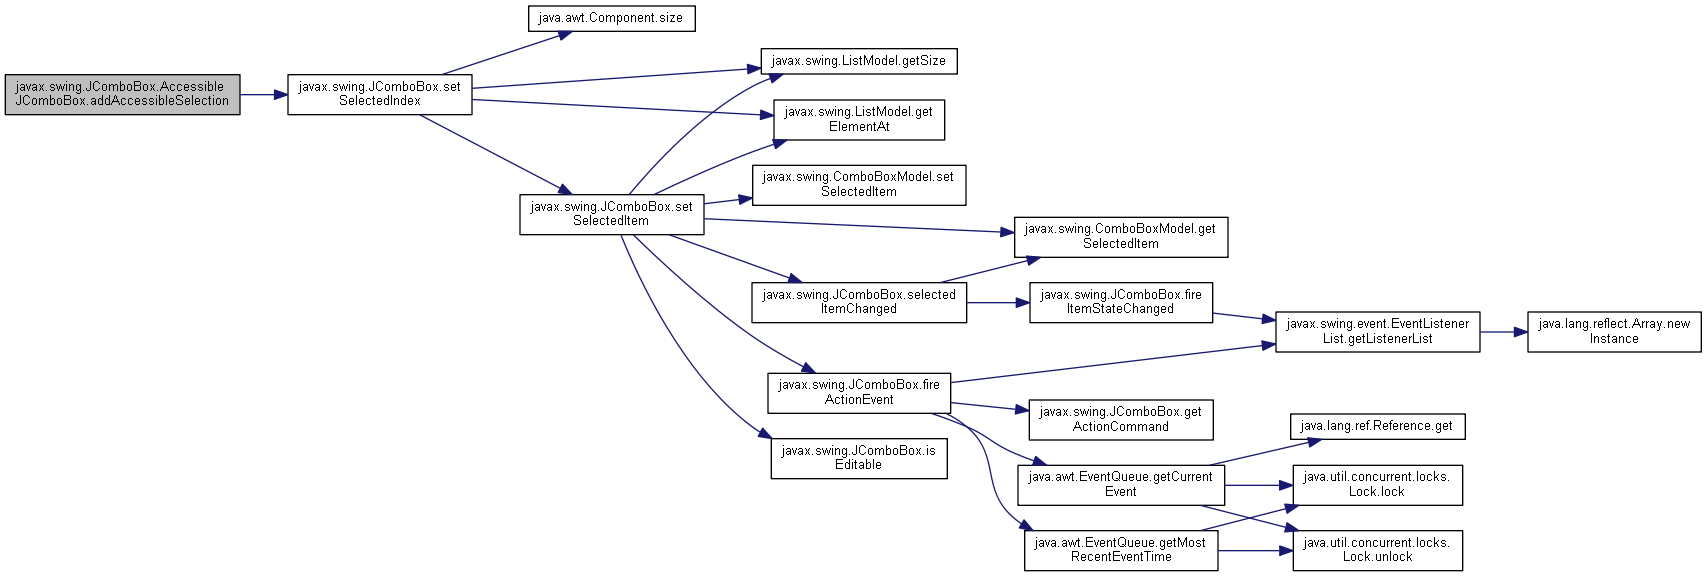 java.awt.Component.size
javax.swing.ListModel.getSize
javax.swing.JComboBox.Accessible
JComboBox.addAccessibleSelection
javax.swing.JComboBox.set
SelectedIndex
javax.swing.ListModel.get
ElementAt
javax.swing.ComboBoxModel.set
SelectedItem
javax.swing.JComboBox.set
SelectedItem
javax.swing.ComboBoxModel.get
SelectedItem
javax.swing.JComboBox.selected
ItemChanged
javax.swing.JComboBox.fire
ItemStateChanged
javax.swing.event.EventListener
List.getListenerList
java.lang.reflect.Array.new
Instance
javax.swing.JComboBox.fire
ActionEvent
javax.swing.JComboBox.get
ActionCommand
java.lang.ref.Reference.get
javax.swing.JComboBox.is
Editable
java.awt.EventQueue.getCurrent
Event
java.util.concurrent.locks.
Lock.lock
java.awt.EventQueue.getMost
RecentEventTime
java.util.concurrent.locks.
Lock.unlock